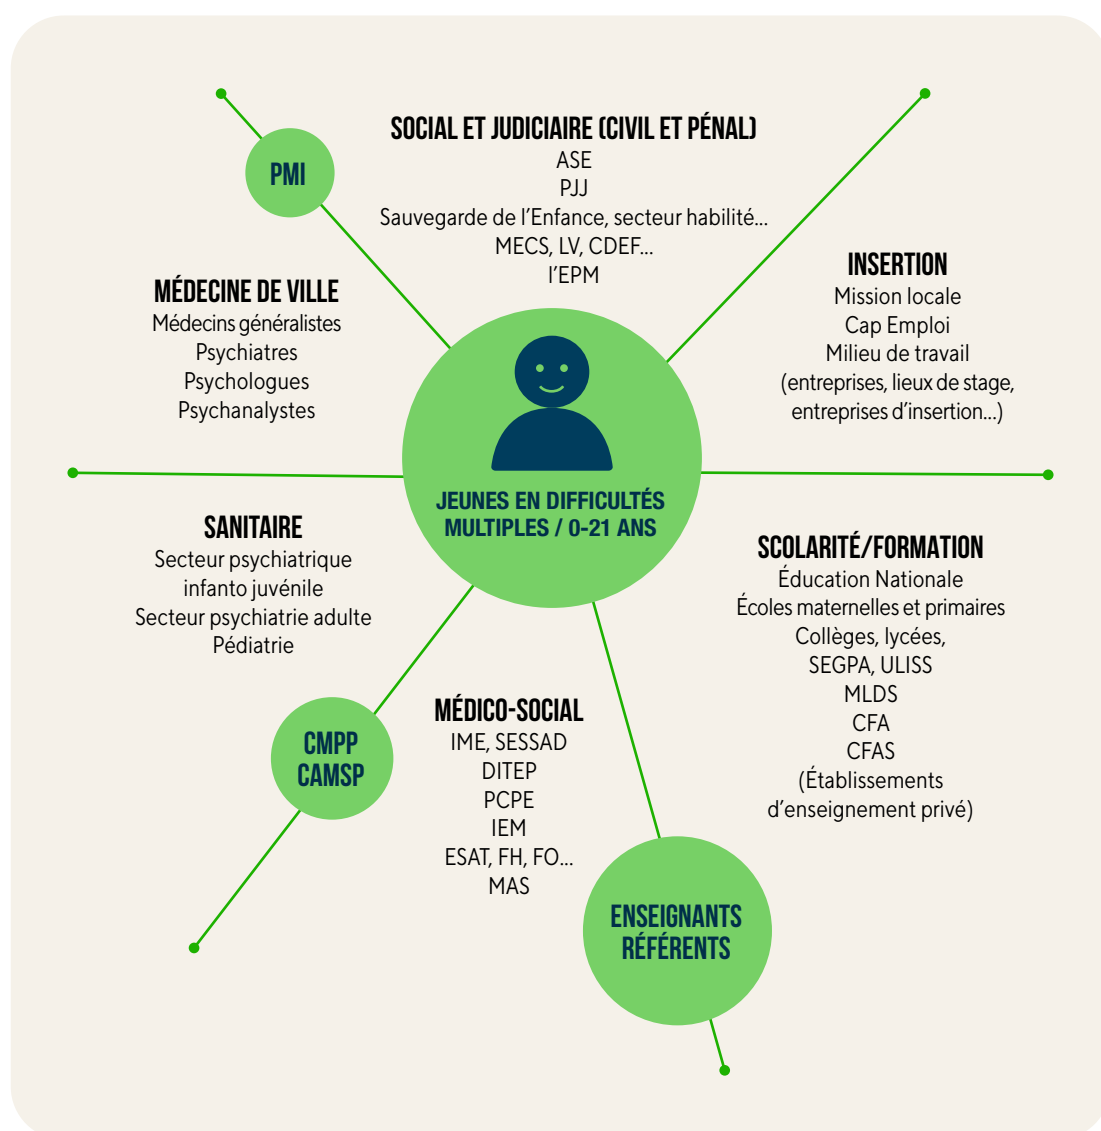 PMI
SOCIAL ET JUDICIAIRE (CIVIL ET PÉNAL)
ASE
PJJ
Sauvegarde de l'Enfance, secteur habilité...
MECS, LV, CDEF...
l'EPM
INSERTION
Mission locale
Cap Emploi
Milieu de travail
(entreprises, lieux de stage,
entreprises d'insertion...)
MÉDECINE DE VILLE
Médecins généralistes
Psychiatres
Psychologues
Psychanalystes
JEUNES EN DIFFICULTÉS
MULTIPLES / 0-21 ANS
SANITAIRE
Secteur psychiatrique
infanto juvénile
Secteur psychiatrie adulte
Pédiatrie
SCOLARITÉ/FORMATION
Éducation Nationale
Écoles maternelles et primaires
Collèges, lycées,
SEGPA, ULISS
MLDS
CFA
CFAS
(Établissements
d'enseignement privé)
CMPP
CAMSP
MÉDICO-SOCIAL
IME, SESSAD
DITEP
PCPE
IEM
ESAT, FH, FO...
MAS
ENSEIGNANTS
RÉFÉRENTS